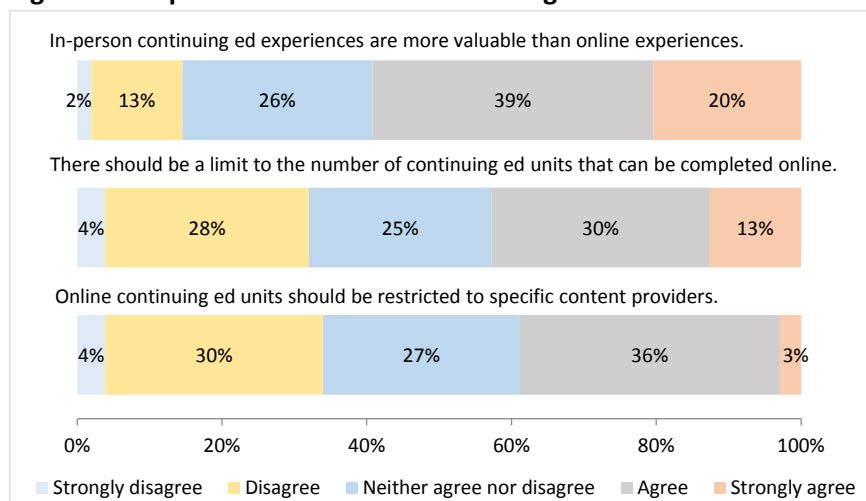 In-person continuing ed experiences are more valuable than online experiences.
2% 13% 26% 39% 20%
There should be a limit to the number of continuing ed units that can be completed online.
4% 28% 25% 30% 13%
Online continuing ed units should be restricted to specific content providers.
4% 30% 27% 36% 3%
0% 20% 40% 60% 80% 100%
Strongly disagree Disagree Neither agree nor disagree Agree Strongly agree